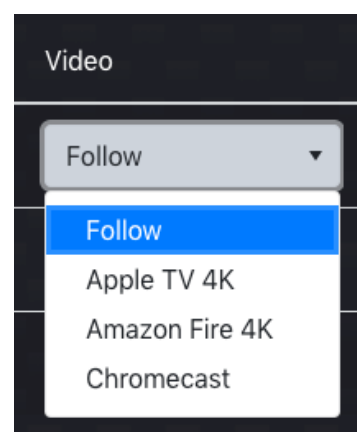 Video
Follow
Follow
Apple TV 4K
Amazon Fire 4K
Chromecast